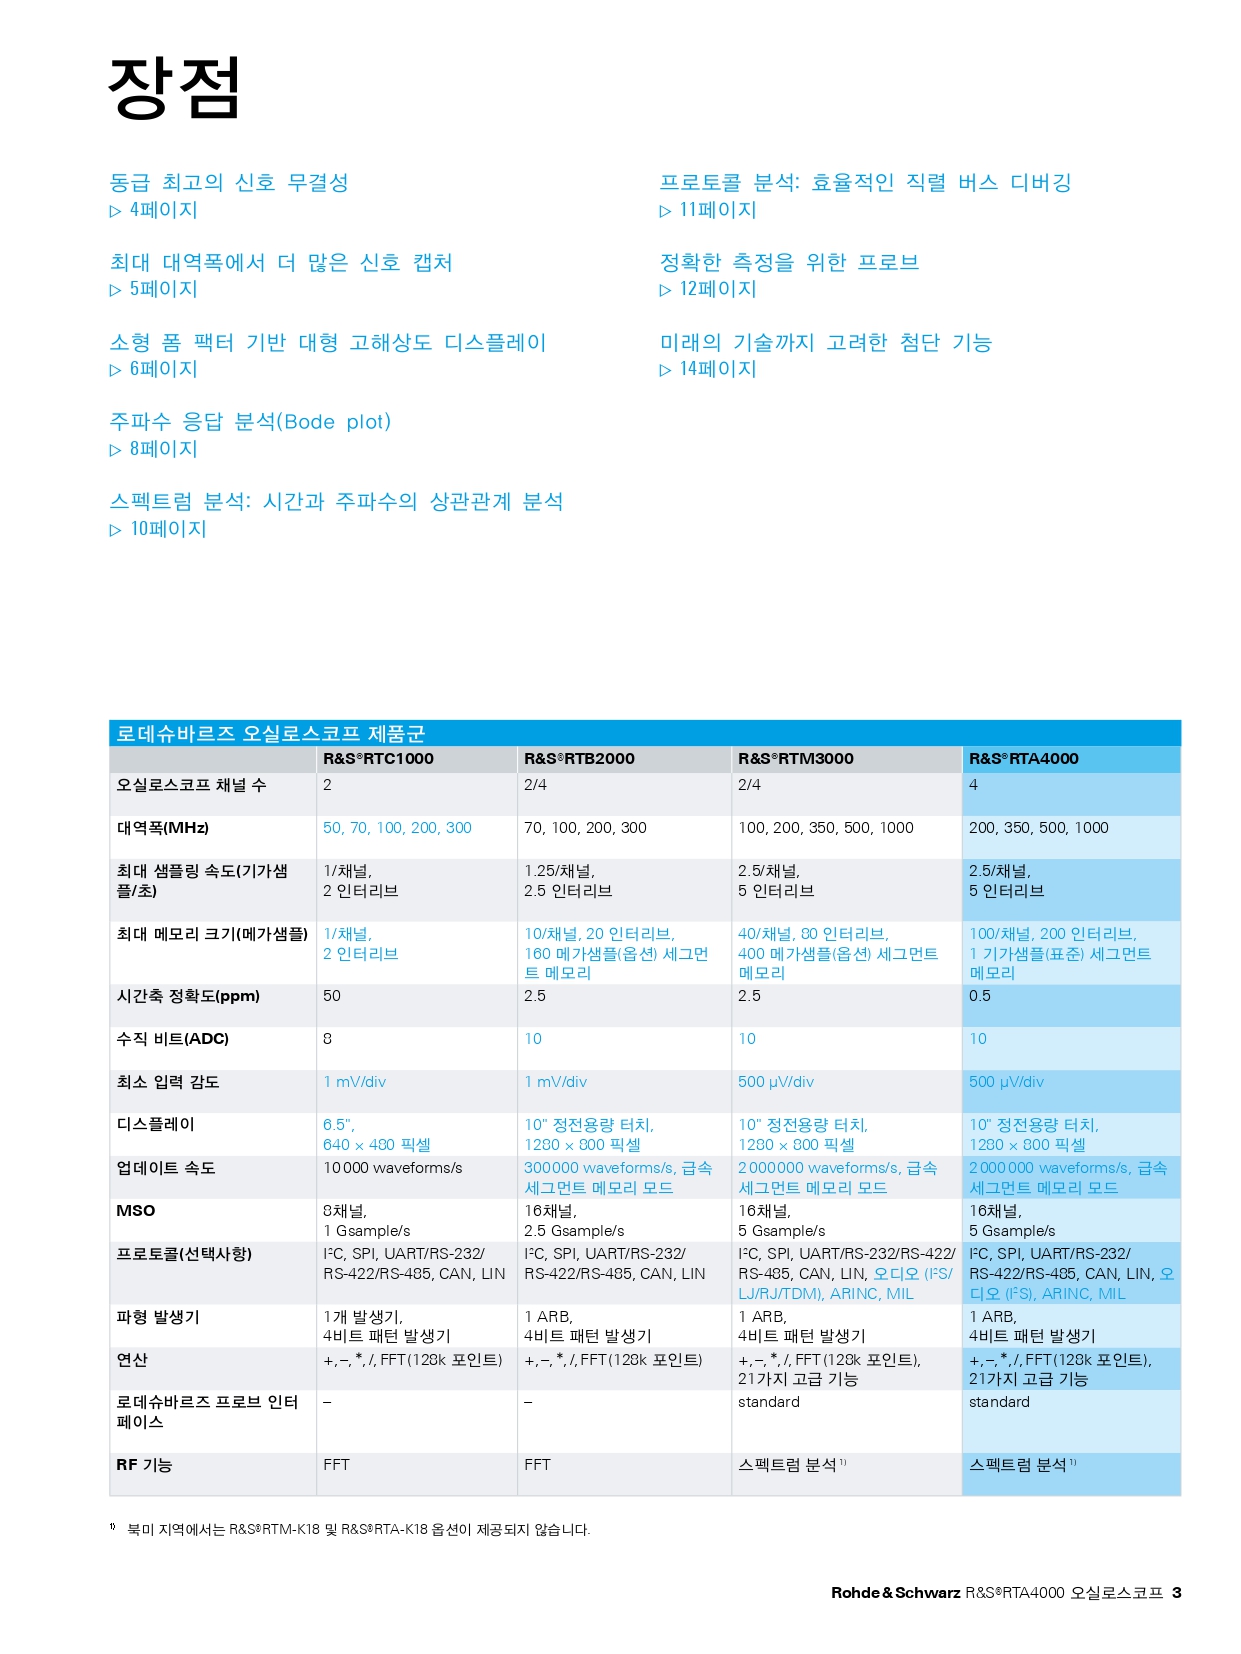 장점
동급 최고의 신호 무결성
▷ 4페이지
최대 대역폭에서 더 많은 신호 캡처
▷ 5페이지
소형 폼 팩터 기반 대형 고해상도 디스플레이
▷ 6페이지
주파수 응답 분석(Bode plot)
▷ 8페이지
스펙트럼 분석: 시간과 주파수의 상관관계 분석
▷ 10페이지
프로토콜 분석: 효율적인 직렬 버스 디버깅
▷ 11페이지
정확한 측정을 위한 프로브
▷ 12페이지
미래의 기술까지 고려한 첨단 기능
▷ 14페이지
로데슈바르즈 오실로스코프 제품군
R&S®RTC1000 R&S®RTB2000 R&S®RTM3000 R&S®RTA4000
오실로스코프 채널 수 2 2/4 2/4 4
대역폭(MHz) 50, 70, 100, 200, 300 70, 100, 200, 300 100, 200, 350, 500, 1000 200, 350, 500, 1000
최대 샘플링 속도(기가샘 1/채널, 1.25/채널, 2.5/채널, 2.5/채널,
플/초) 2 인터리브 2.5 인터리브 5 인터리브 5 인터리브
최대 메모리 크기(메가샘플) 1/채널, 10/채널, 20 인터리브, 40/채널, 80 인터리브, 100/채널, 200 인터리브,
2 인터리브 160 메가샘플(옵션) 세그먼 400 메가샘플(옵션) 세그먼트 1 기가샘플(표준) 세그먼트
트 메모리 메모리 메모리
시간축 정확도(ppm) 50 2.5 2.5 0.5
수직 비트(ADC) 8 10 10 10
최소 입력 감도 1 mV/div 1 mV/div 500 µV/div 500 µV/div
디스플레이 6.5", 10" 정전용량 터치, 10" 정전용량 터치, 10" 정전용량 터치,
640 × 480 픽셀 1280 × 800 픽셀 1280 × 800 픽셀 1280 × 800 픽셀
업데이트 속도 10 000 waveforms/s 300 000 waveforms/s, 급속 2 000 000 waveforms/s, 급속 2 000 000 waveforms/s, 급속
세그먼트 메모리 모드 세그먼트 메모리 모드 세그먼트 메모리 모드
MSO 8채널, 16채널, 16채널, 16채널,
1 Gsample/s 2.5 Gsample/s 5 Gsample/s 5 Gsample/s
프로토콜(선택사항) I²C, SPI, UART/RS-232/ I²C, SPI, UART/RS-232/ I²C, SPI, UART/RS-232/RS-422/ I²C, SPI, UART/RS-232/
RS-422/RS-485, CAN, LIN RS-422/RS-485, CAN, LIN RS-485, CAN, LIN, 오디오 (I²S/ RS-422/RS-485, CAN, LIN, 오
LJ/RJ/TDM), ARINC, MIL 디오 (I²S), ARINC, MIL
파형 발생기 1개 발생기, 1 ARB, 1 ARB, 1 ARB,
4비트 패턴 발생기 4비트 패턴 발생기 4비트 패턴 발생기 4비트 패턴 발생기
연산 +, –, *, /, FFT (128k 포인트) +, –, *, /, FFT (128k 포인트) +, –, *, /, FFT (128k 포인트), +, –, *, /, FFT (128k 포인트),
21가지 고급 기능 21가지 고급 기능
로데슈바르즈 프로브 인터 – – standard standard
페이스
RF 기능 FFT FFT 스펙트럼 분석 1) 스펙트럼 분석 1)
1) 북미 지역에서는 R&S®RTM-K18 및 R&S®RTA-K18 옵션이 제공되지 않습니다.
Rohde & Schwarz R&S®RTA4000 오실로스코프 3